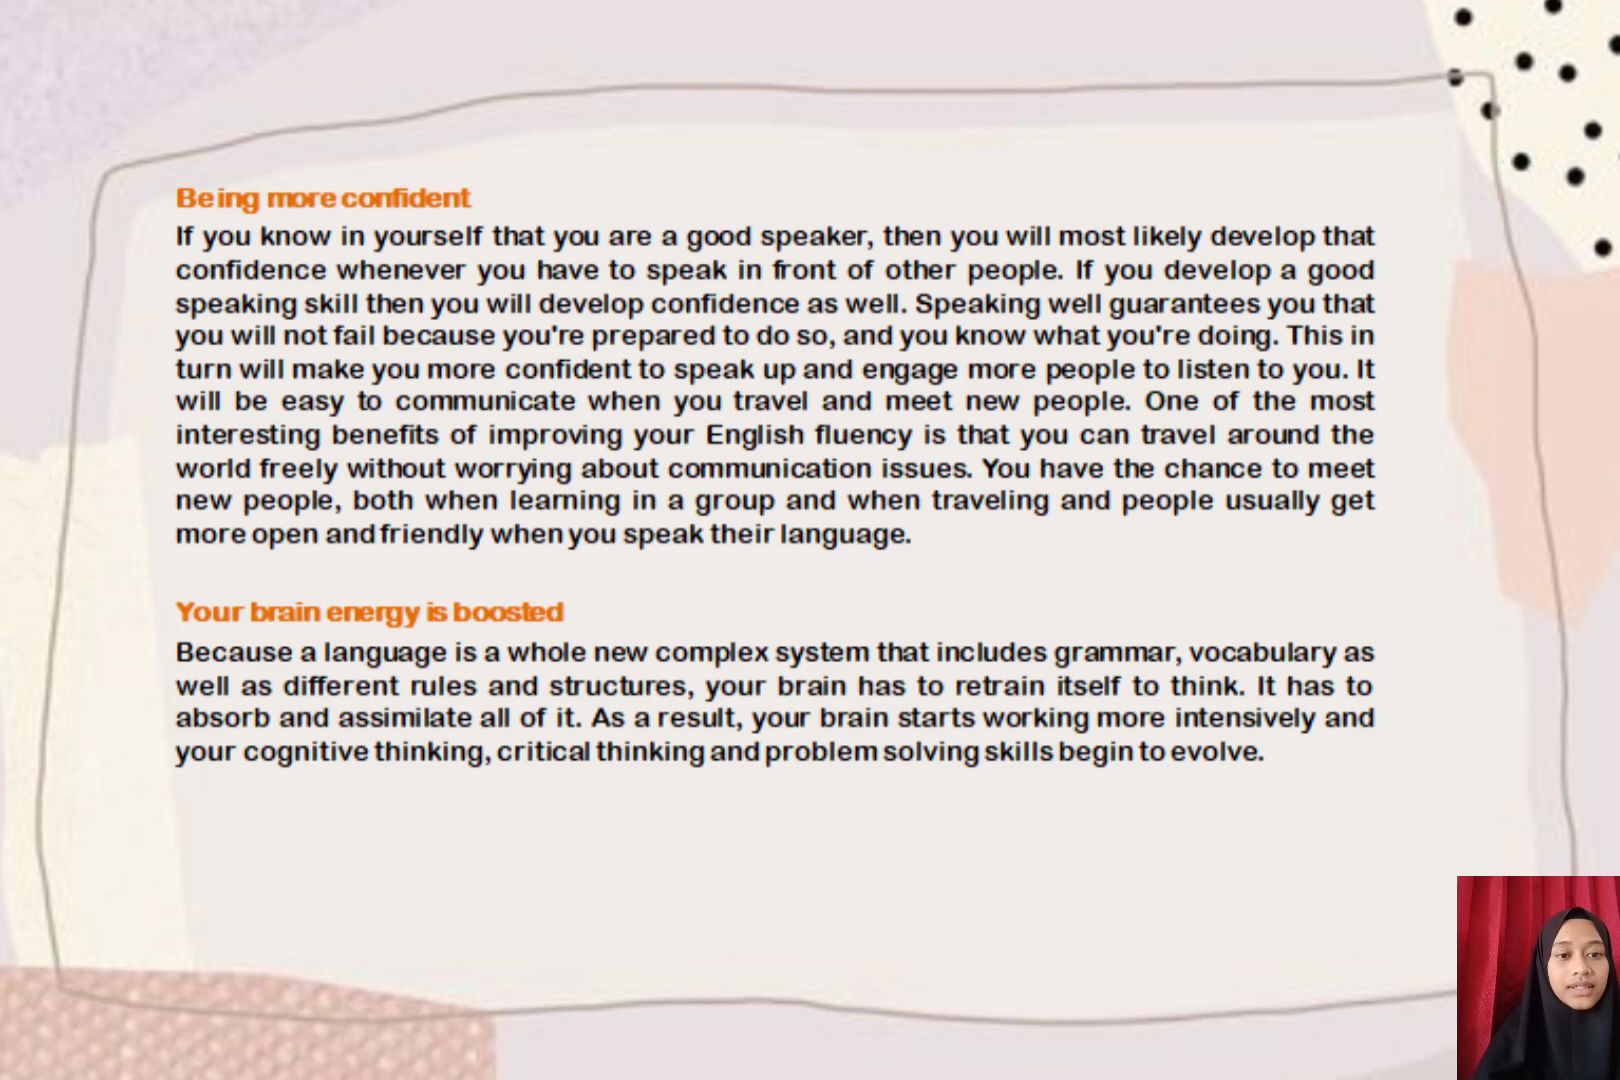 Being more confident
If you know in yourself that you are a good speaker, then you will most likely develop that
confidence whenever you have to speak in front of other people. If you develop a good
speaking skill then you will develop confidence as well. Speaking well guarantees you that
you will not fail because you're prepared to do so, and you know what you're doing. This in
turn will make you more confident to speak up and engage more people to listen to you. It
will be easy to communicate when you travel and meet new people. One of the most
interesting benefits of improving your English fluency is that you can travel around the
world freely without worrying about communication issues. You have the chance to meet
new people, both when learning in a group and when traveling and people usually get
more open and friendly when you speak their language.
Your brain energy is boosted
Because a language is a whole new complex system that includes grammar, vocabulary as
well as different rules and structures, your brain has to retrain itself to think. It has to
absorb and assimilate all of it. As a result, your brain starts working more intensively and
your cognitive thinking, critical thinking and problem solving skills begin to evolve.